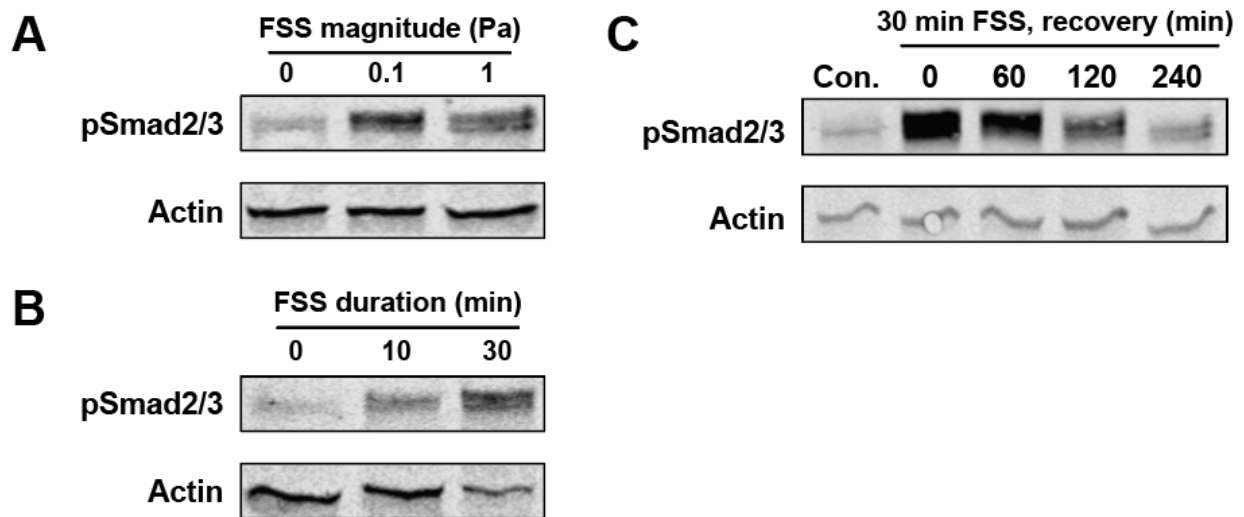 A
FSS magnitude (Pa)
0 0.1 1
pSmad2/3
Actin
B
FSS duration (min)
0 10 30
pSmad2/3
Actin
C
30 min FSS, recovery (min)
Con. 0 60 120 240
pSmad2/3
Actin